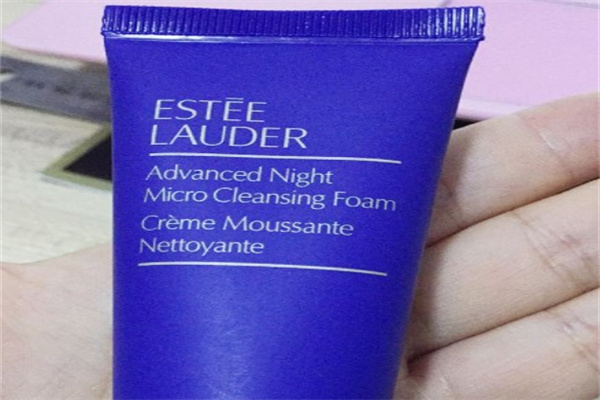 ESTĒE
LAUDER
Advanced Night
Micro Cleansing Foam
Crème Moussante
Nettoyante